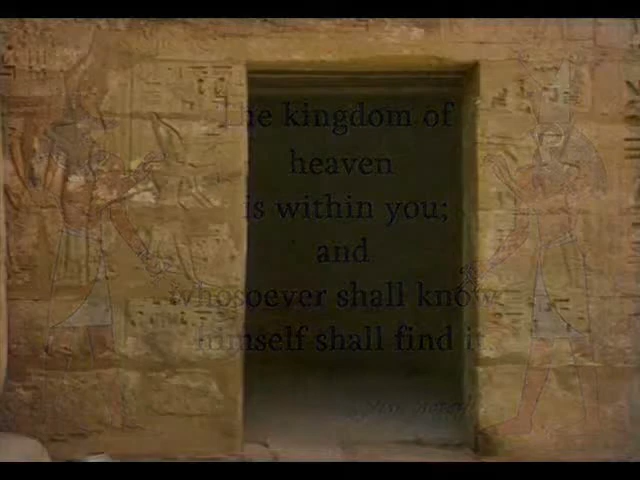 The kingdom of
heaven
is within you;
and
whosoever shall know
himself shall find it